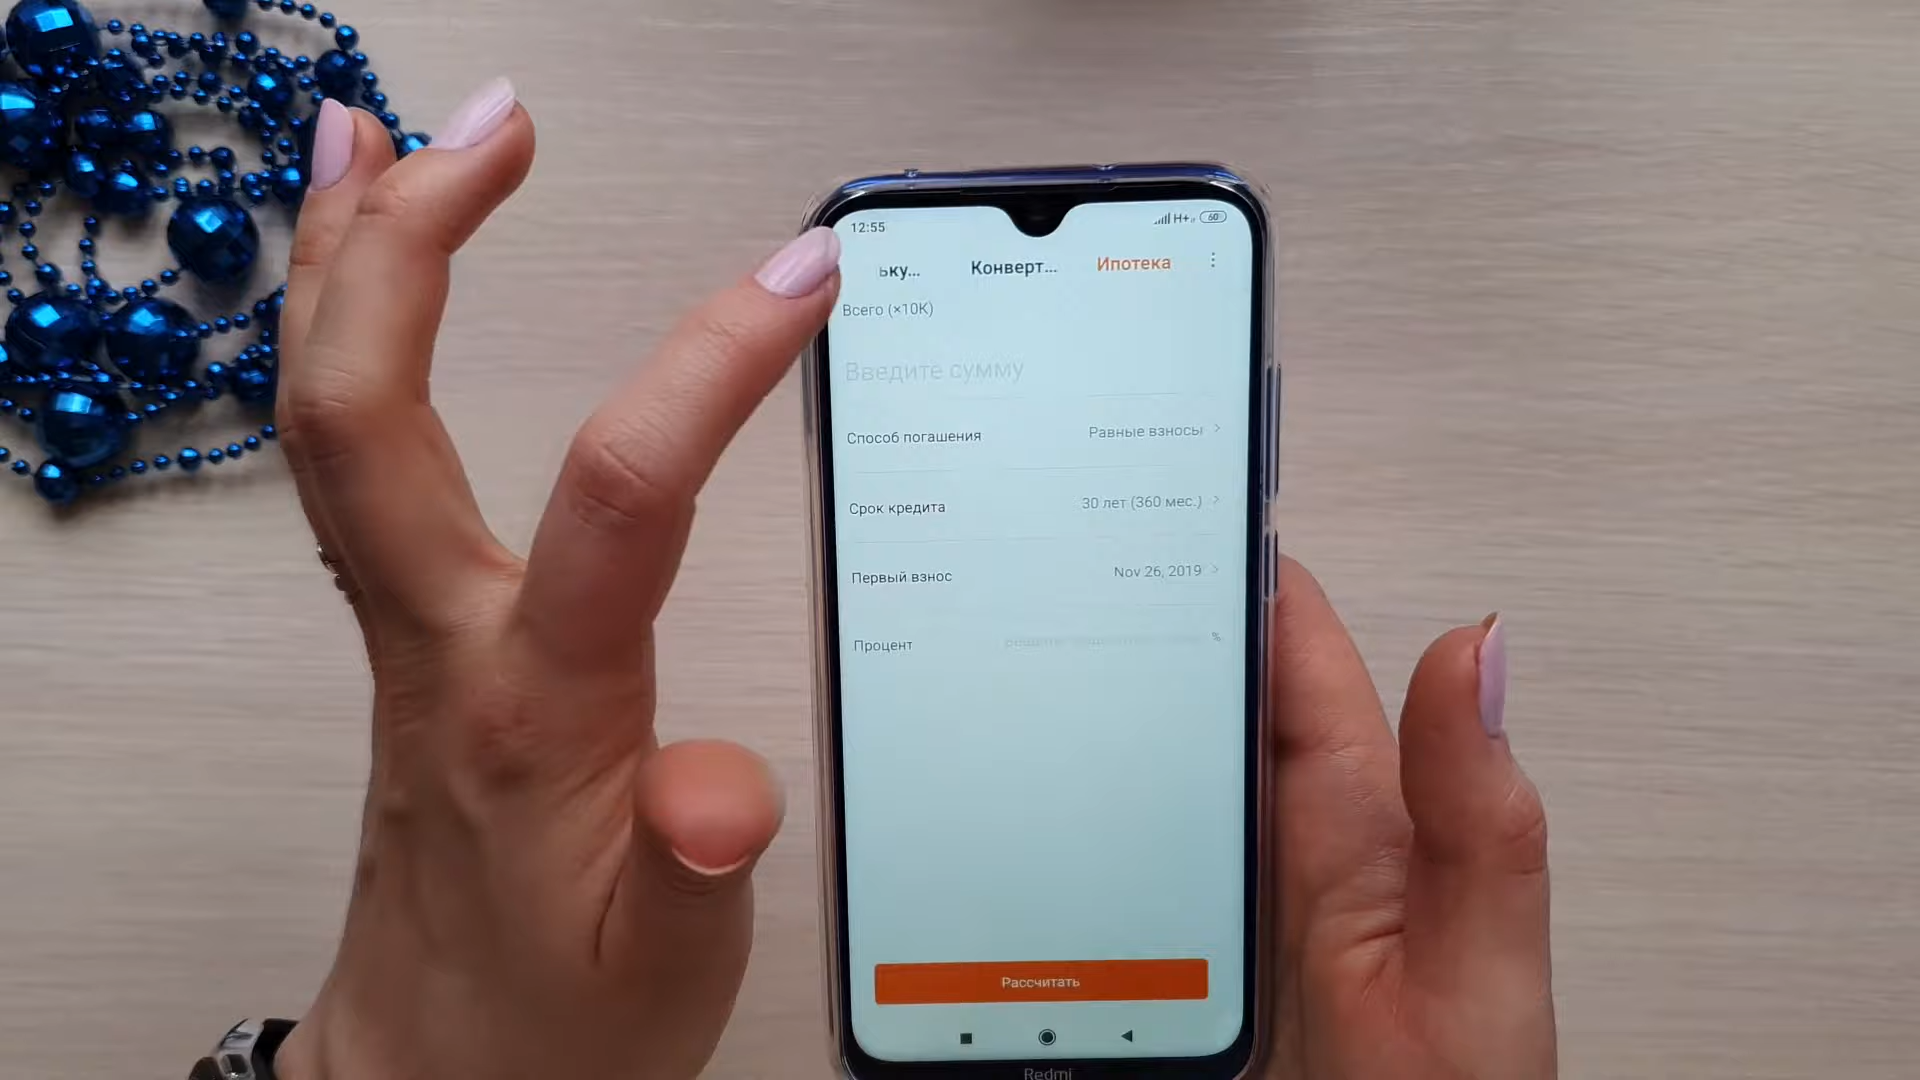 12:55 H+ 60
ьку... Конверт... Ипотека
Всего (×10К)
Введите сумму
Способ погашения Равные взносы
Срок кредита 30 лет (360 мес.)
Первый взнос Nov 26, 2019
Процент %
Рассчитать
Redmi